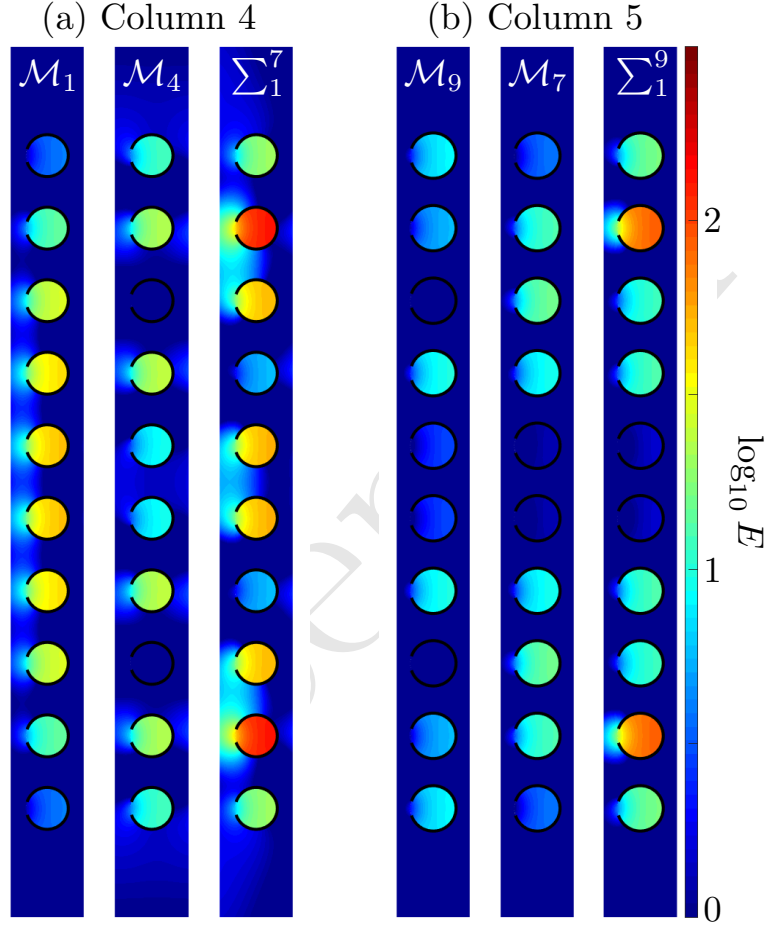 (a) Column 4
(b) Column 5
ℳ₁ ℳ₄ ∑₁⁷
ℳ₉ ℳ₇ ∑₁⁹
2
1
0
log₁₀ E